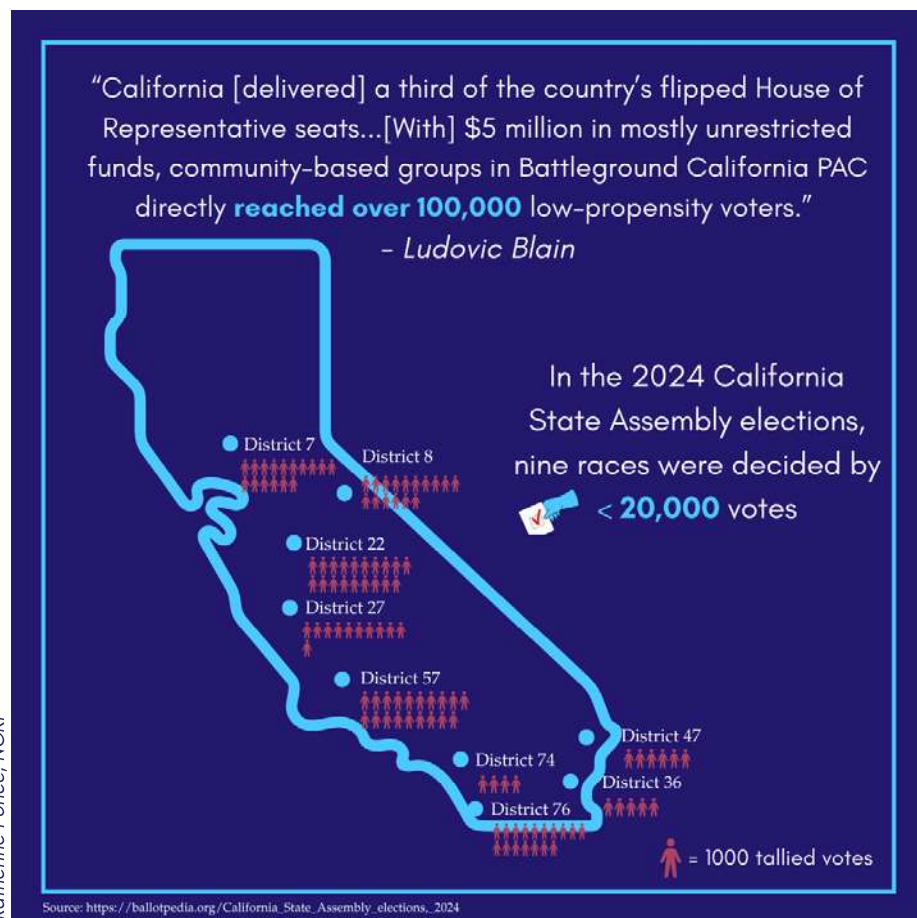 “California [delivered] a third of the country’s flipped House of
Representative seats...[With] $5 million in mostly unrestricted
funds, community-based groups in Battleground California PAC
directly reached over 100,000 low-propensity voters.”
- Ludovic Blain
In the 2024 California
State Assembly elections,
nine races were decided by
< 20,000 votes
District 7
District 8
District 22
District 27
District 57
District 47
District 74
District 36
District 76
= 1000 tallied votes
Source: https://ballotpedia.org/California_State_Assembly_elections,_2024